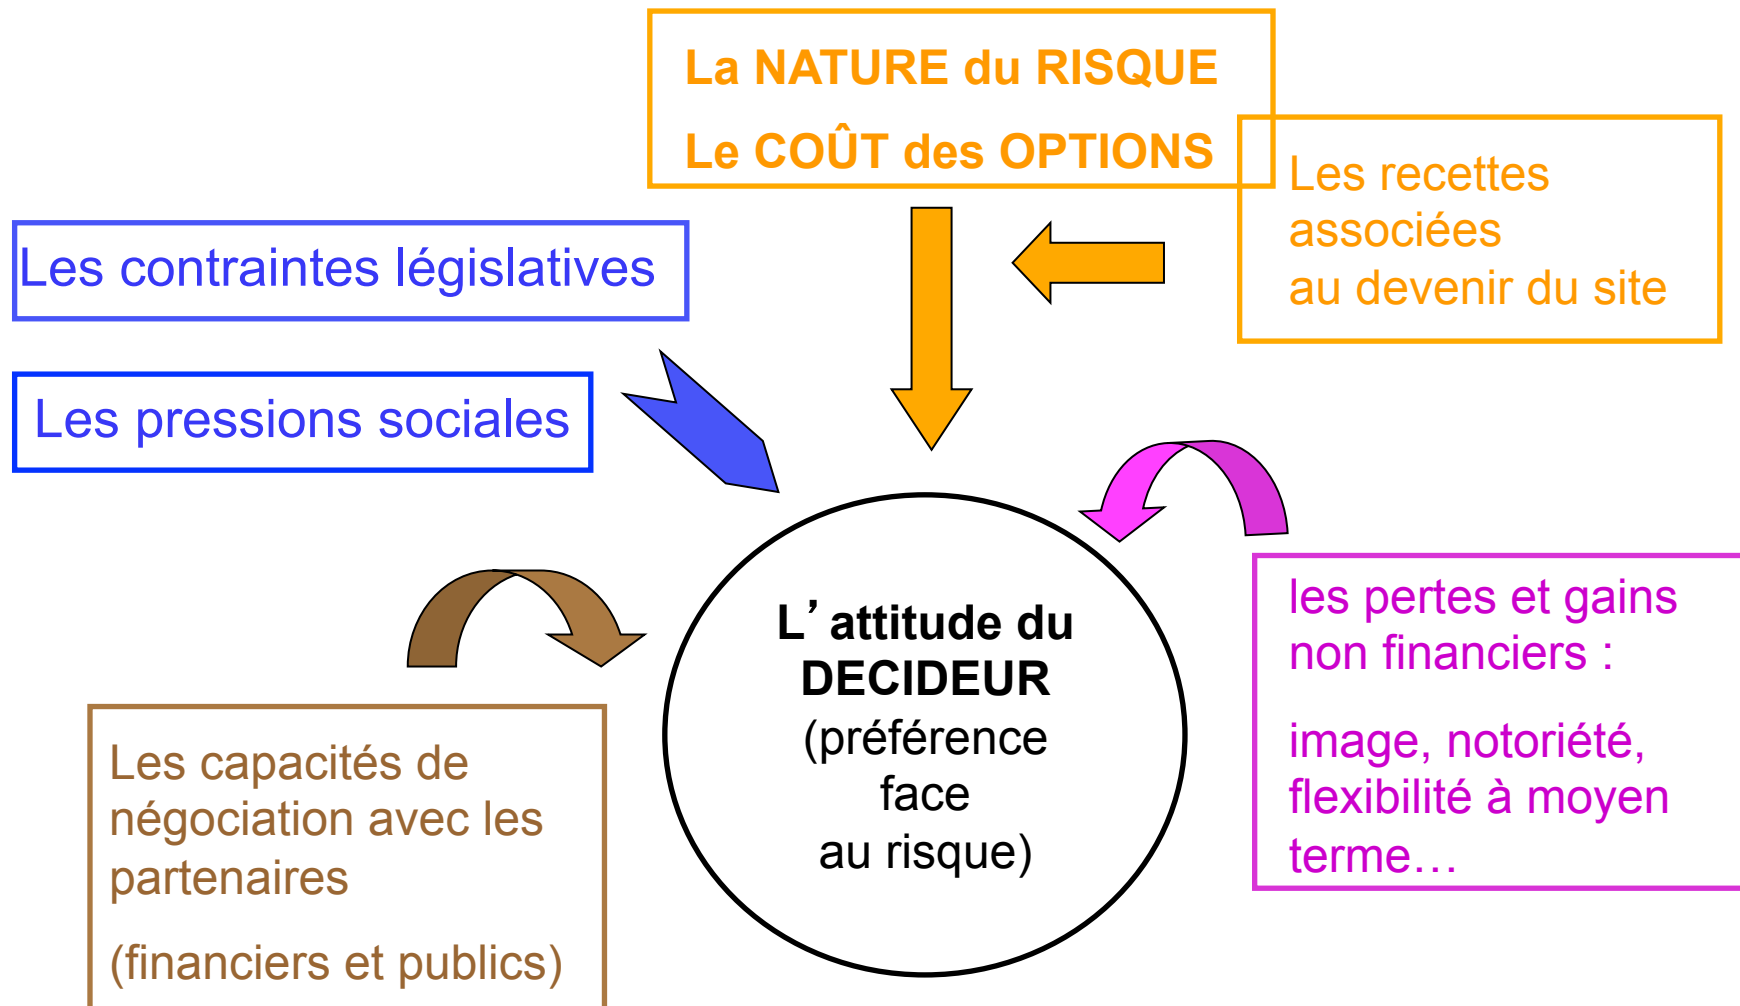 La NATURE du RISQUE
Le COÛT des OPTIONS
Les recettes
associées
au devenir du site
Les contraintes législatives
Les pressions sociales
L’attitude du
DECIDEUR
(préférence
face
au risque)
les pertes et gains
non financiers :
image, notoriété,
flexibilité à moyen
terme…
Les capacités de
négociation avec les
partenaires
(financiers et publics)